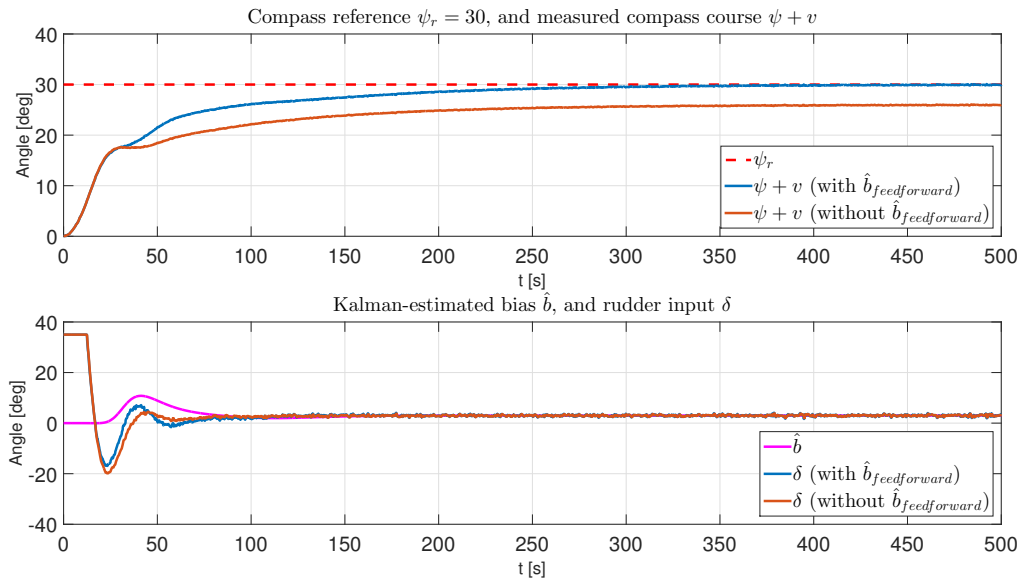 Compass reference ψ_r = 30, and measured compass course ψ + v
40
30
20
10
0
Angle [deg]
ψ_r
ψ + v (with b̂_feedforward)
ψ + v (without b̂_feedforward)
0 50 100 150 200 250 300 350 400 450 500
t [s]
Kalman-estimated bias b̂, and rudder input δ
40
20
0
-20
-40
Angle [deg]
b̂
δ (with b̂_feedforward)
δ (without b̂_feedforward)
0 50 100 150 200 250 300 350 400 450 500
t [s]